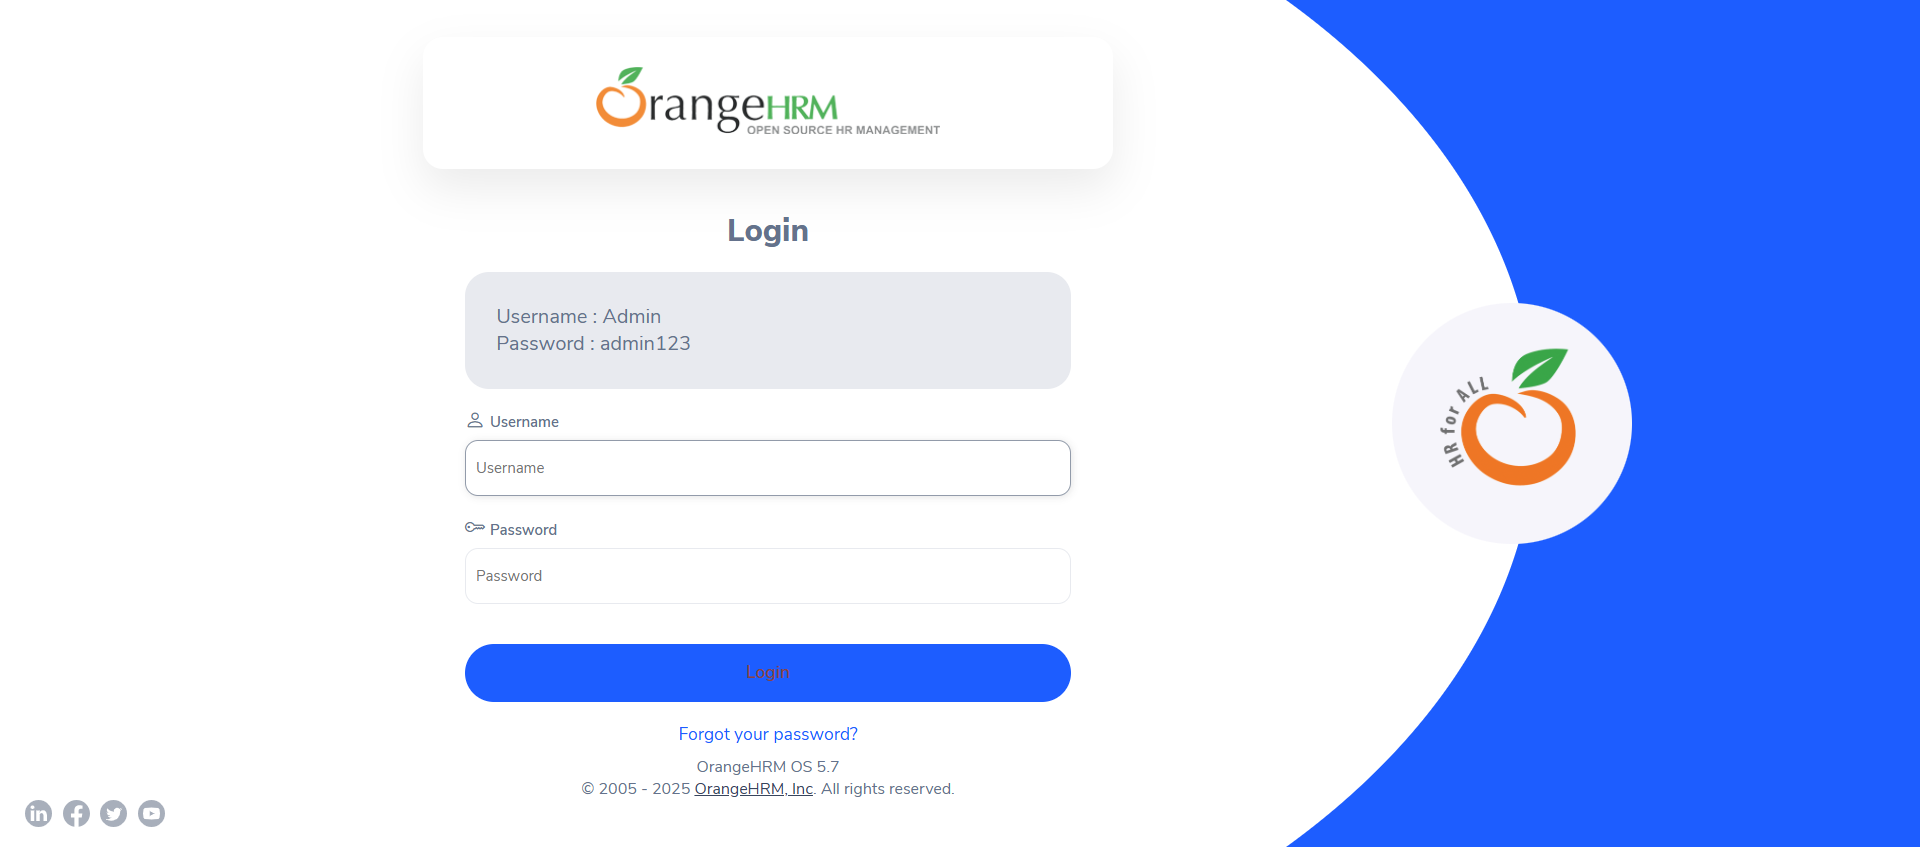 OrangeHRM
OPEN SOURCE HR MANAGEMENT
Login
Username : Admin
Password : admin123
Username
Username
Password
Password
Login
Forgot your password?
OrangeHRM OS 5.7
© 2005 - 2025 OrangeHRM, Inc. All rights reserved.
HR for ALL